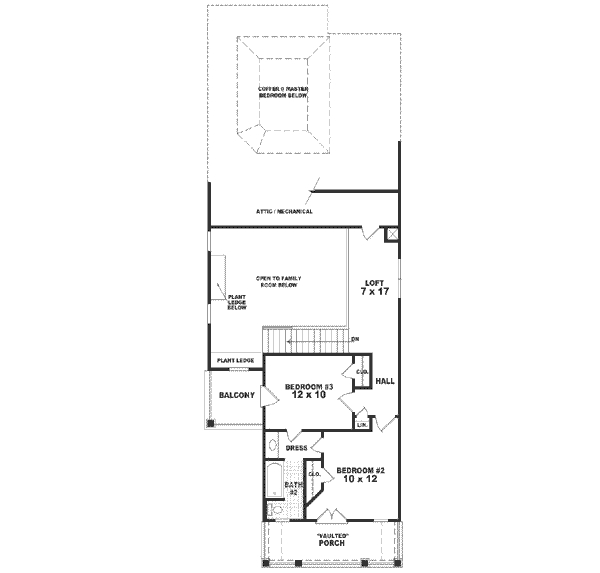 COFFER @ MASTER
BEDROOM BELOW
ATTIC / MECHANICAL
OPEN TO FAMILY
ROOM BELOW
LOFT
7 x 17
PLANT
LEDGE
BELOW
DN
PLANT LEDGE
CLO.
HALL
BEDROOM #3
12 x 10
BALCONY
LIN.
DRESS
BEDROOM #2
10 x 12
CLO.
BATH
#2
"VAULTED"
PORCH